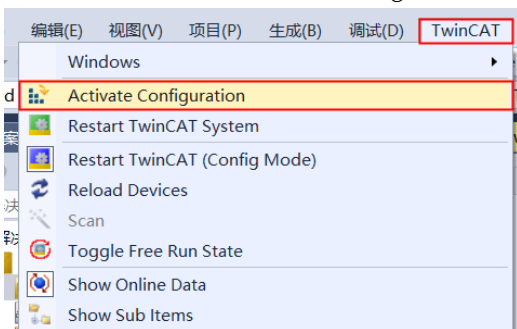 编辑(E) 视图(V) 项目(P) 生成(B) 调试(D) TwinCAT
Windows
Activate Configuration
Restart TwinCAT System
Restart TwinCAT (Config Mode)
Reload Devices
Scan
Toggle Free Run State
Show Online Data
Show Sub Items